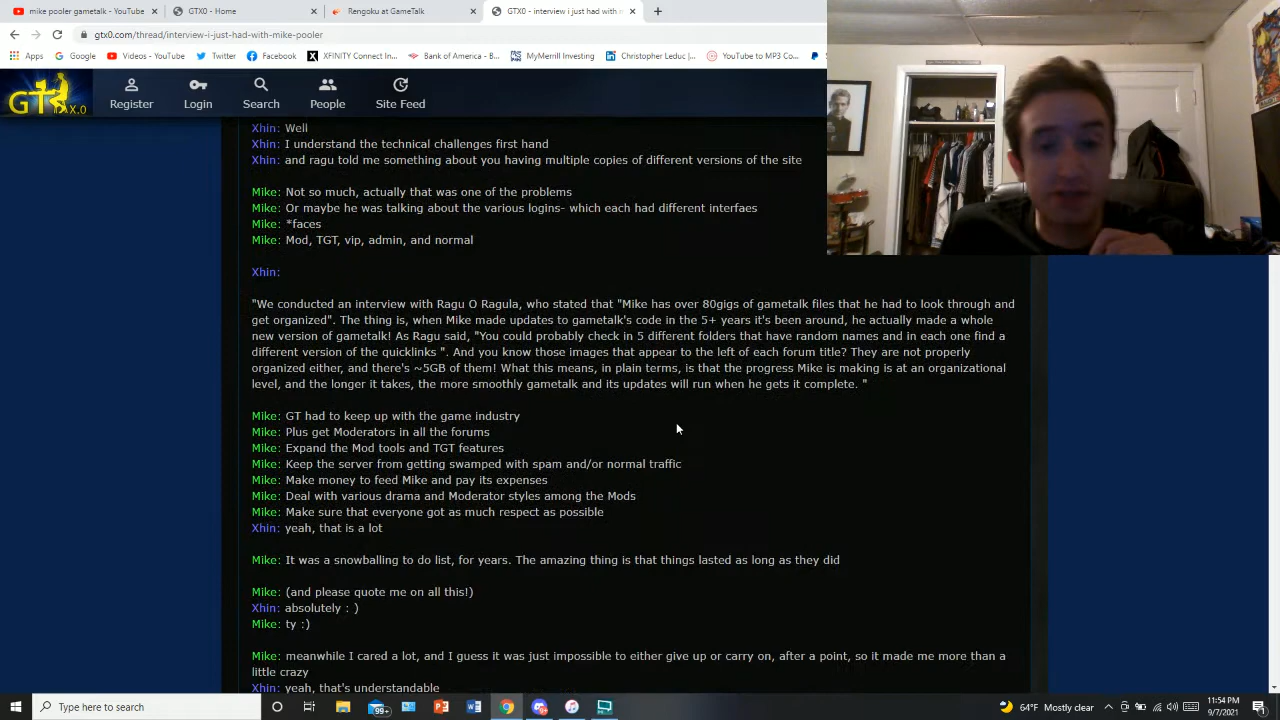 mike pooler gametalk - YouTube
GTX0 - Home
Rengoku at GameTalk
GTX0 - interview i just had with m
gtx0.com/thread/interview-i-just-had-with-mike-pooler
Apps
Google
Videos - YouTube
Twitter
Facebook
XFINITY Connect In...
Bank of America - B...
MyMerrill Investing
Christopher Leduc |...
YouTube to MP3 Co...
GTX.0
Register
Login
Search
People
Site Feed
Xhin: Well
Xhin: I understand the technical challenges first hand
Xhin: and ragu told me something about you having multiple copies of different versions of the site
Mike: Not so much, actually that was one of the problems
Mike: Or maybe he was talking about the various logins- which each had different interfaes
Mike: *faces
Mike: Mod, TGT, vip, admin, and normal
Xhin:
"We conducted an interview with Ragu O Ragula, who stated that "Mike has over 80gigs of gametalk files that he had to look through and
get organized". The thing is, when Mike made updates to gametalk's code in the 5+ years it's been around, he actually made a whole
new version of gametalk! As Ragu said, "You could probably check in 5 different folders that have random names and in each one find a
different version of the quicklinks ". And you know those images that appear to the left of each forum title? They are not properly
organized either, and there's ~5GB of them! What this means, in plain terms, is that the progress Mike is making is at an organizational
level, and the longer it takes, the more smoothly gametalk and its updates will run when he gets it complete. "
Mike: GT had to keep up with the game industry
Mike: Plus get Moderators in all the forums
Mike: Expand the Mod tools and TGT features
Mike: Keep the server from getting swamped with spam and/or normal traffic
Mike: Make money to feed Mike and pay its expenses
Mike: Deal with various drama and Moderator styles among the Mods
Mike: Make sure that everyone got as much respect as possible
Xhin: yeah, that is a lot
Mike: It was a snowballing to do list, for years. The amazing thing is that things lasted as long as they did
Mike: (and please quote me on all this!)
Xhin: absolutely : )
Mike: ty :)
Mike: meanwhile I cared a lot, and I guess it was just impossible to either give up or carry on, after a point, so it made me more than a
little crazy
Xhin: yeah, that's understandable
Type here to search
99+
64°F Mostly clear
11:54 PM
9/7/2021